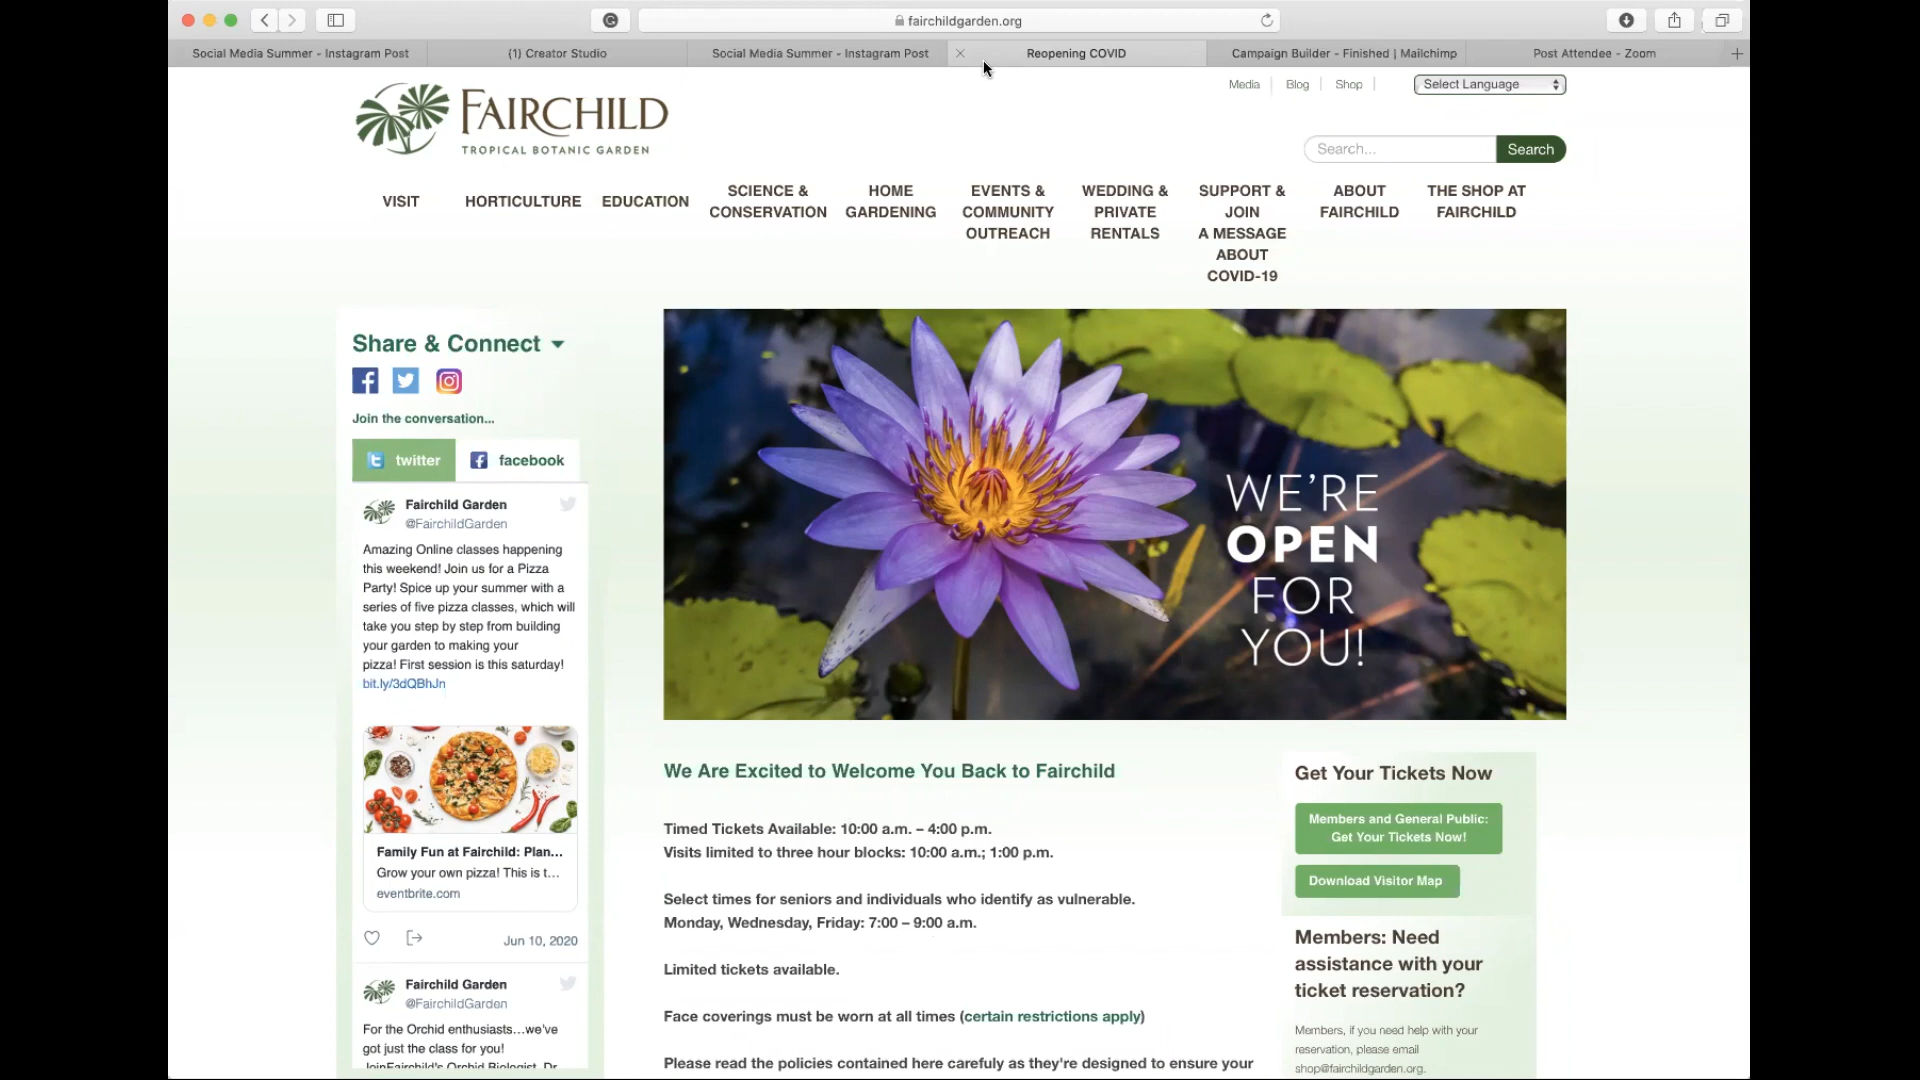 fairchildgarden.org
Social Media Summer - Instagram Post
(1) Creator Studio
Social Media Summer - Instagram Post
Reopening COVID
Campaign Builder - Finished | Mailchimp
Post Attendee - Zoom
Media
Blog
Shop
Select Language
FAIRCHILD
TROPICAL BOTANIC GARDEN
Search...
Search
VISIT
HORTICULTURE
EDUCATION
SCIENCE &
CONSERVATION
HOME
GARDENING
EVENTS &
COMMUNITY
OUTREACH
WEDDING &
PRIVATE
RENTALS
SUPPORT &
JOIN
A MESSAGE
ABOUT
COVID-19
ABOUT
FAIRCHILD
THE SHOP AT
FAIRCHILD
Share & Connect
Join the conversation...
twitter
facebook
Fairchild Garden
@FairchildGarden
Amazing Online classes happening
this weekend! Join us for a Pizza
Party! Spice up your summer with a
series of five pizza classes, which will
take you step by step from building
your garden to making your
pizza! First session is this saturday!
bit.ly/3dQBhJn
Family Fun at Fairchild: Plan...
Grow your own pizza! This is t...
eventbrite.com
Jun 10, 2020
Fairchild Garden
@FairchildGarden
For the Orchid enthusiasts...we've
got just the class for you!
JoinFairchild's Orchid Biologist, Dr.
WE'RE
OPEN
FOR
YOU!
We Are Excited to Welcome You Back to Fairchild
Timed Tickets Available: 10:00 a.m. – 4:00 p.m.
Visits limited to three hour blocks: 10:00 a.m.; 1:00 p.m.
Select times for seniors and individuals who identify as vulnerable.
Monday, Wednesday, Friday: 7:00 – 9:00 a.m.
Limited tickets available.
Face coverings must be worn at all times (certain restrictions apply)
Please read the policies contained here carefuly as they're designed to ensure your
Get Your Tickets Now
Members and General Public:
Get Your Tickets Now!
Download Visitor Map
Members: Need
assistance with your
ticket reservation?
Members, if you need help with your
reservation, please email
shop@fairchildgarden.org.